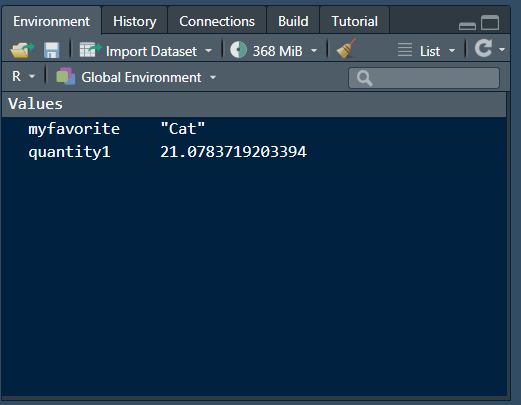 Environment History Connections Build Tutorial
Import Dataset 368 MiB List
R Global Environment
Values
myfavorite "Cat"
quantity1 21.0783719203394